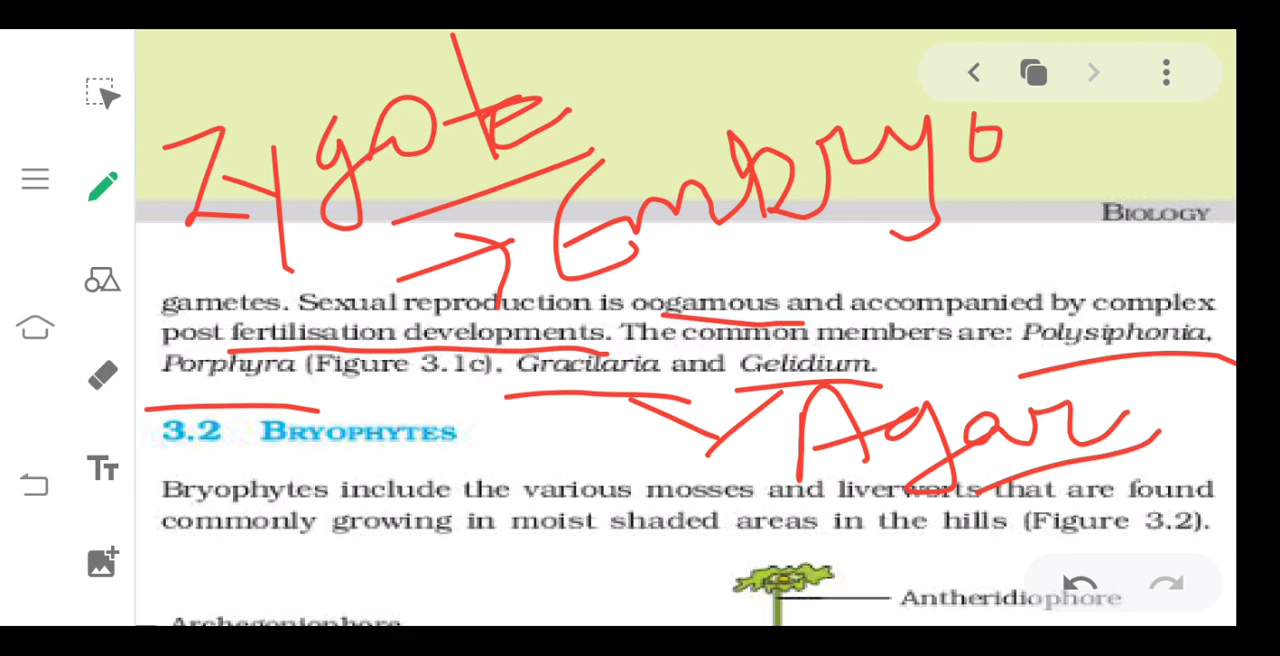 Zygote
Embryo
BIOLOGY
gametes. Sexual reproduction is oogamous and accompanied by complex
post fertilisation developments. The common members are: Polysiphonia,
Porphyra (Figure 3.1c), Gracilaria and Gelidium.
Agar
3.2 BRYOPHYTES
Bryophytes include the various mosses and liverworts that are found
commonly growing in moist shaded areas in the hills (Figure 3.2).
Antheridiophore
Archegoniophore
Tт